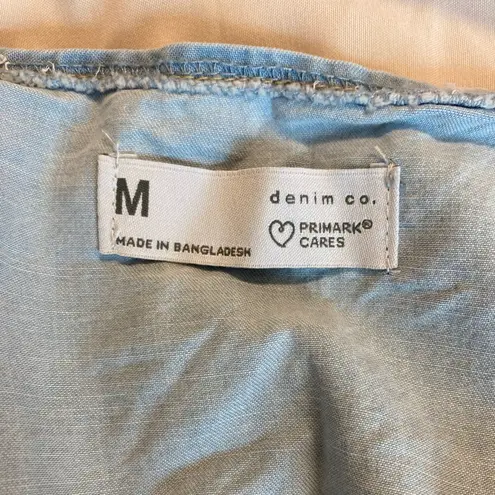 M
denim co.
PRIMARK®
CARES
MADE IN BANGLADESH